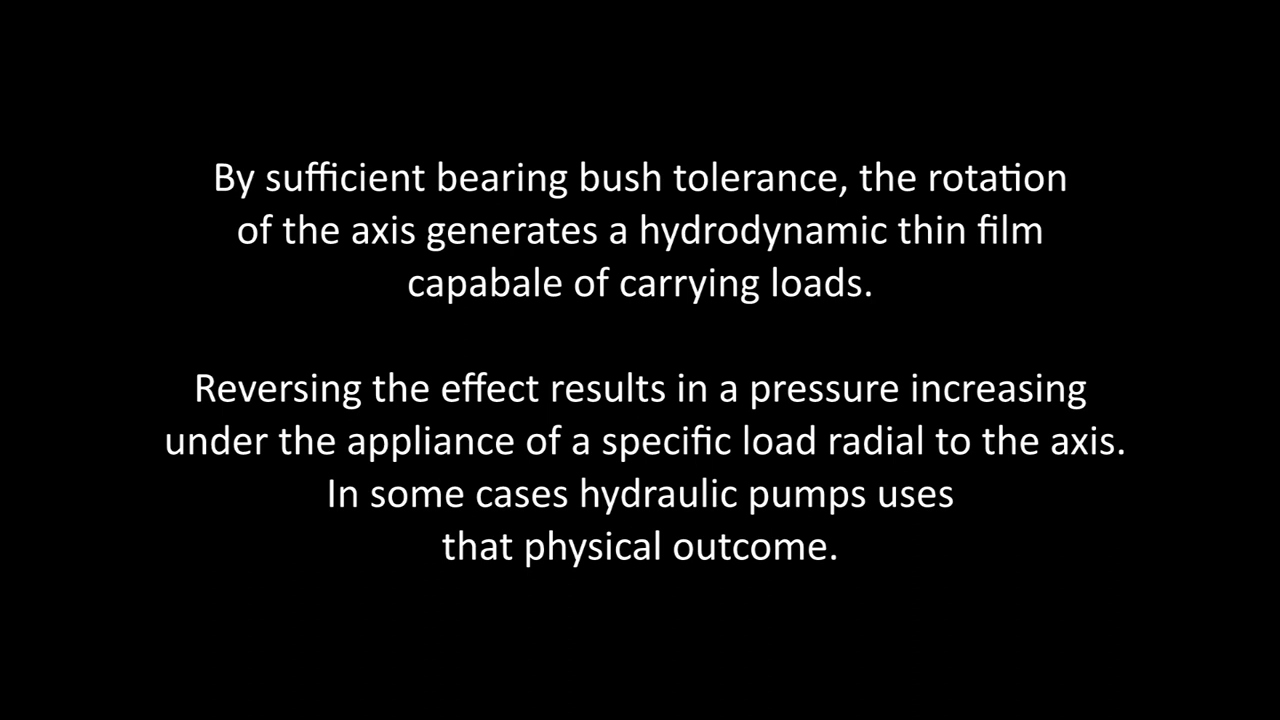 By sufficient bearing bush tolerance, the rotation
of the axis generates a hydrodynamic thin film
capabale of carrying loads.
Reversing the effect results in a pressure increasing
under the appliance of a specific load radial to the axis.
In some cases hydraulic pumps uses
that physical outcome.